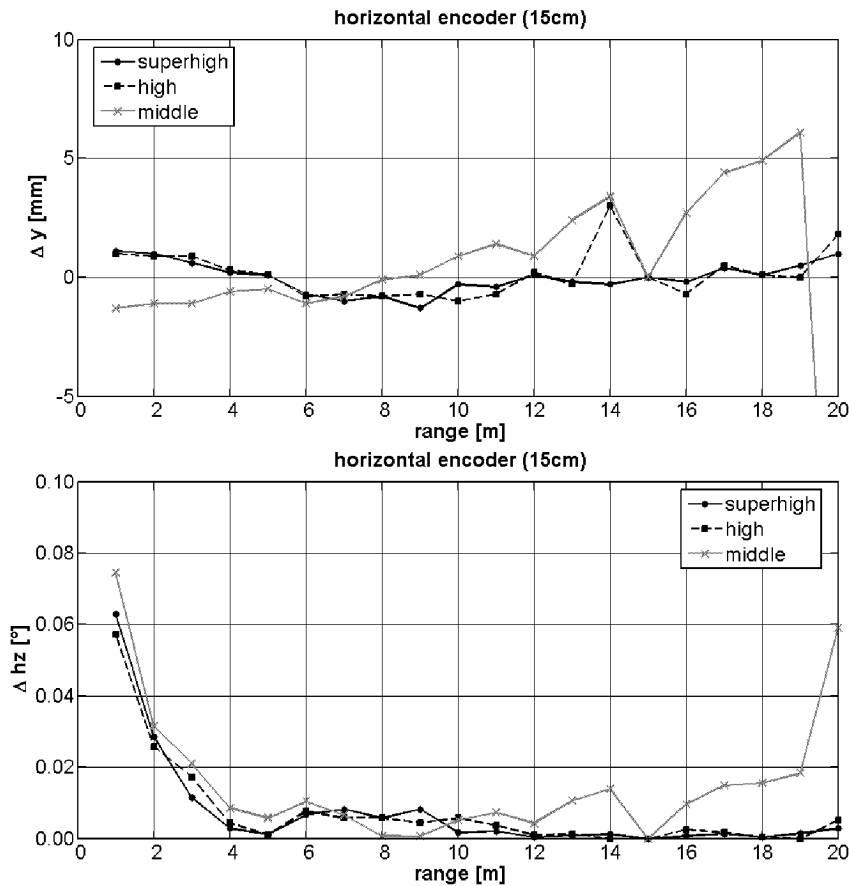 horizontal encoder (15cm)
10
5
0
-5
Δ y [mm]
superhigh
high
middle
0 2 4 6 8 10 12 14 16 18 20
range [m]
horizontal encoder (15cm)
0.10
0.08
0.06
0.04
0.02
0.00
Δ hz [°]
superhigh
high
middle
0 2 4 6 8 10 12 14 16 18 20
range [m]